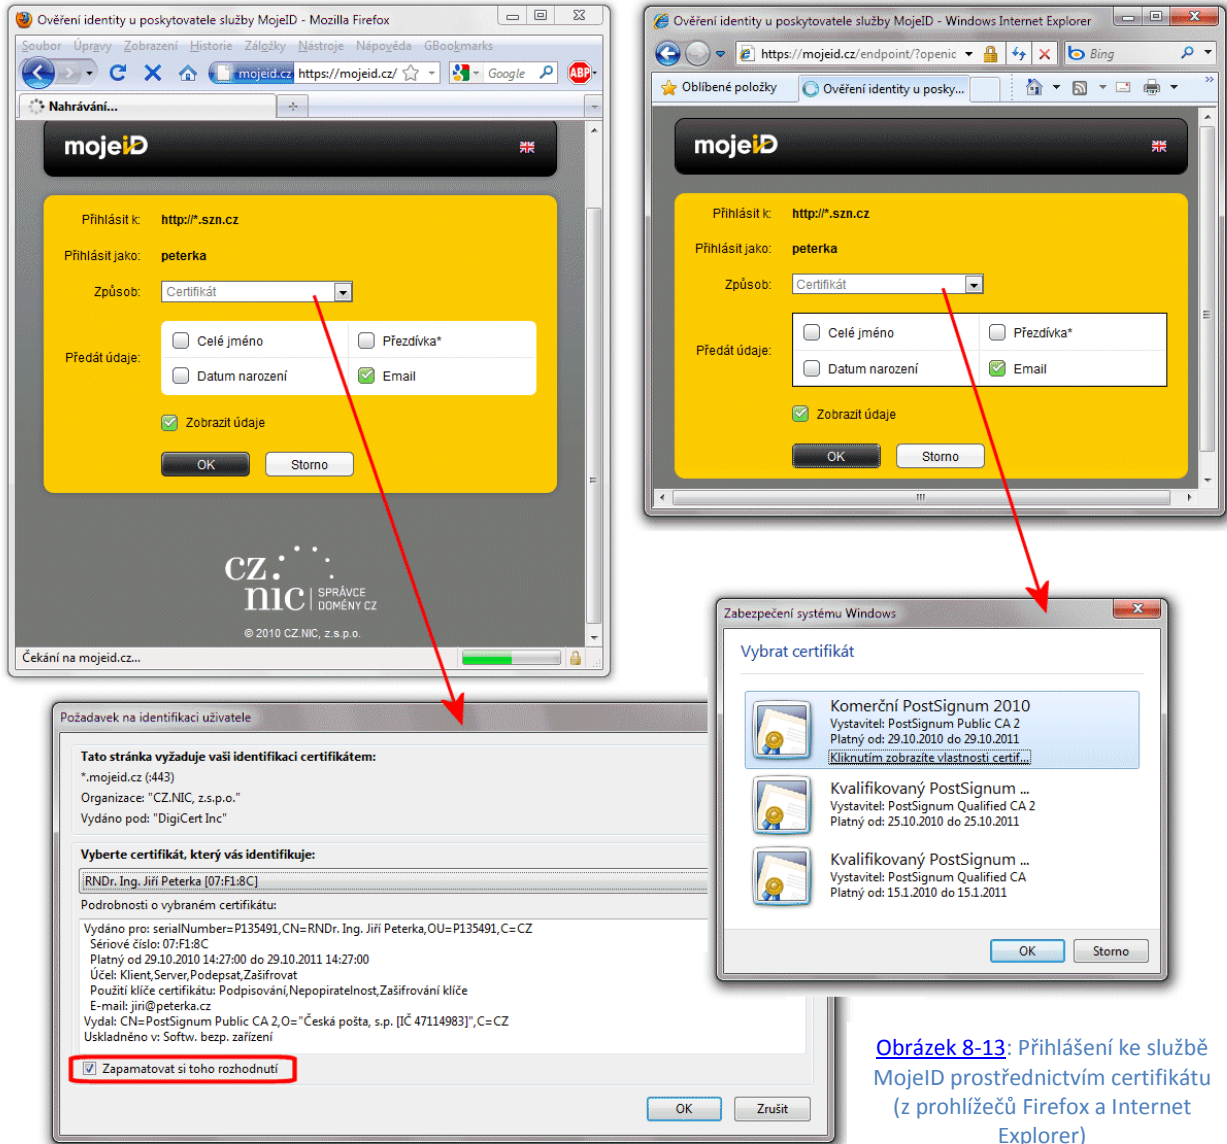 Ověření identity u poskytovatele služby MojeID - Mozilla Firefox
Soubor Úpravy Zobrazení Historie Záložky Nástroje Nápověda GBookmarks
mojeid.cz https://mojeid.cz/ Google ABP
Nahrávání...
mojeID
Přihlásit k: http://*.szn.cz
Přihlásit jako: peterka
Způsob: Certifikát
Předát údaje:
Celé jméno Přezdívka*
Datum narození Email
Zobrazit údaje
OK Storno
CZ.
NIC SPRÁVCE
DOMÉNY CZ
© 2010 CZ.NIC, z.s.p.o.
Čekání na mojeid.cz...
Ověření identity u poskytovatele služby MojeID - Windows Internet Explorer
https://mojeid.cz/endpoint/?openic Bing
Oblíbené položky Ověření identity u posky...
mojeID
Přihlásit k: http://*.szn.cz
Přihlásit jako: peterka
Způsob: Certifikát
Předát údaje:
Celé jméno Přezdívka*
Datum narození Email
Zobrazit údaje
OK Storno
Požadavek na identifikaci uživatele
Tato stránka vyžaduje vaši identifikaci certifikátem:
*.mojeid.cz (:443)
Organizace: "CZ.NIC, z.s.p.o."
Vydáno pod: "DigiCert Inc"
Vyberte certifikát, který vás identifikuje:
RNDr. Ing. Jiří Peterka [07:F1:8C]
Podrobnosti o vybraném certifikátu:
Vydáno pro: serialNumber=P135491,CN=RNDr. Ing. Jiří Peterka,OU=P135491,C=CZ
Sériové číslo: 07:F1:8C
Platný od 29.10.2010 14:27:00 do 29.10.2011 14:27:00
Účel: Klient,Server,Podepsat,Zašifrovat
Použití klíče certifikátu: Podpisování,Nepopiratelnost,Zašifrování klíče
E-mail: jiri@peterka.cz
Vydal: CN=PostSignum Public CA 2,O="Česká pošta, s.p. [IČ 47114983]",C=CZ
Uskladněno v: Softw. bezp. zařízení
Zapamatovat si toho rozhodnutí
OK Zrušit
Zabezpečení systému Windows
Vybrat certifikát
Komerční PostSignum 2010
Vystavitel: PostSignum Public CA 2
Platný od: 29.10.2010 do 29.10.2011
Kliknutím zobrazíte vlastnosti certif...
Kvalifikovaný PostSignum ...
Vystavitel: PostSignum Qualified CA 2
Platný od: 25.10.2010 do 25.10.2011
Kvalifikovaný PostSignum ...
Vystavitel: PostSignum Qualified CA
Platný od: 15.1.2010 do 15.1.2011
OK Storno
Obrázek 8-13: Přihlášení ke službě
MojeID prostřednictvím certifikátu
(z prohlížečů Firefox a Internet
Explorer)